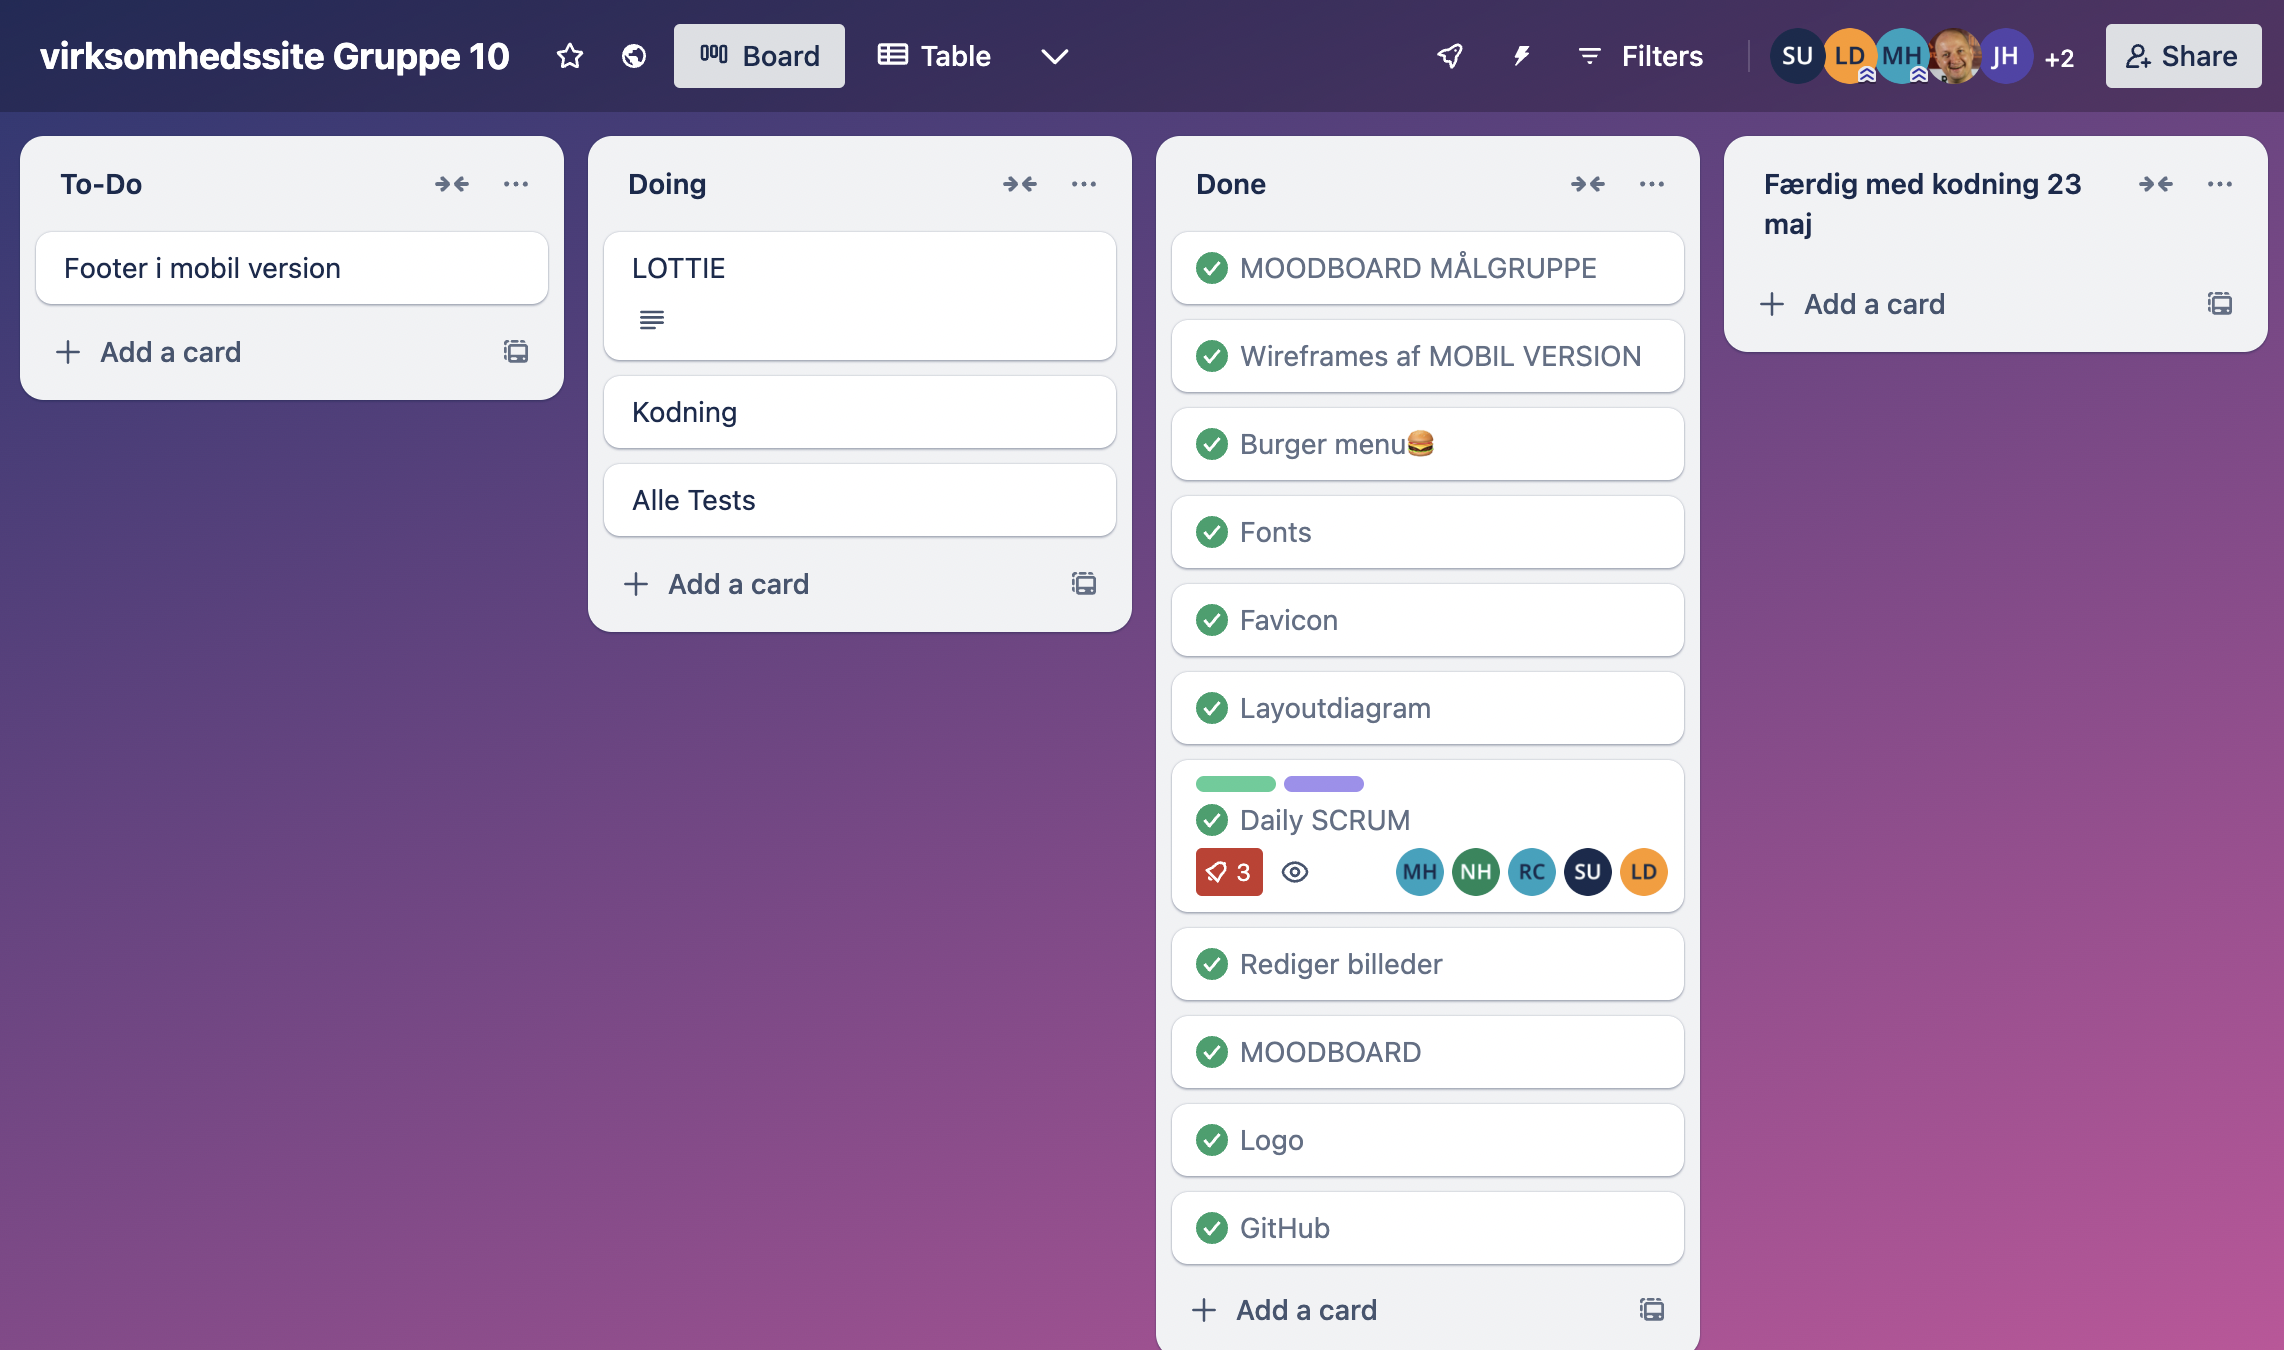 virksomhedssite Gruppe 10
Board
Table
Filters
SU
LD
MH
JH
+2
Share
To-Do
Footer i mobil version
Add a card
Doing
LOTTIE
Kodning
Alle Tests
Add a card
Done
MOODBOARD MÅLGRUPPE
Wireframes af MOBIL VERSION
Burger menu🍔
Fonts
Favicon
Layoutdiagram
Daily SCRUM
3
MH
NH
RC
SU
LD
Rediger billeder
MOODBOARD
Logo
GitHub
Add a card
Færdig med kodning 23
maj
Add a card